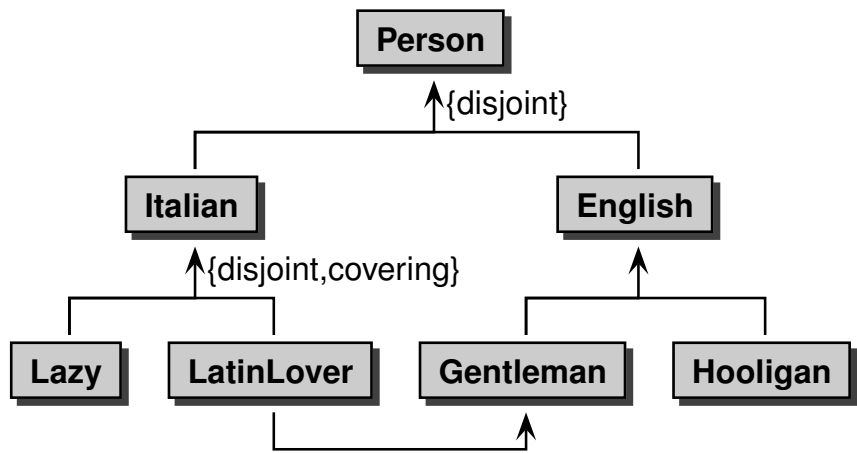 Person
{disjoint}
Italian
English
{disjoint,covering}
Lazy
LatinLover
Gentleman
Hooligan